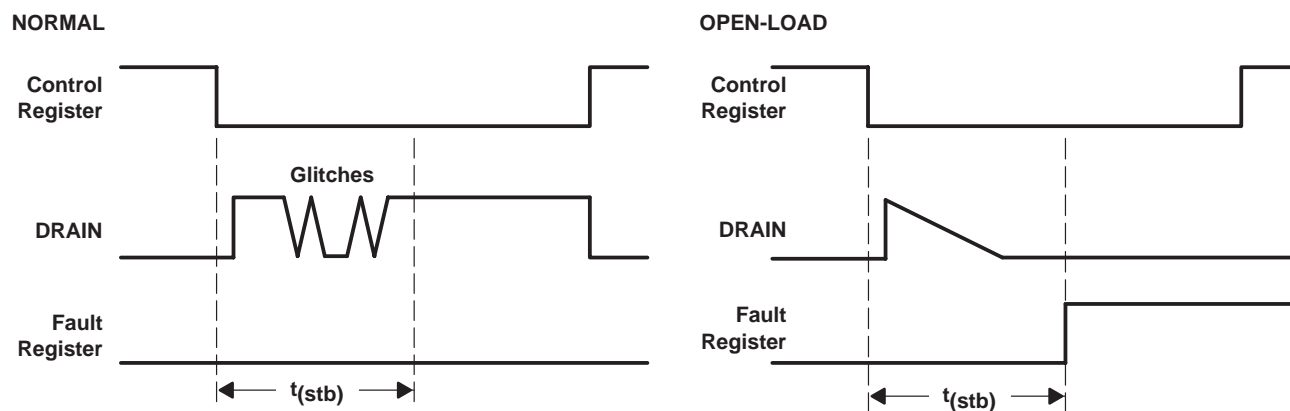 NORMAL
Control
Register
Glitches
DRAIN
Fault
Register
t(stb)
OPEN-LOAD
Control
Register
DRAIN
Fault
Register
t(stb)